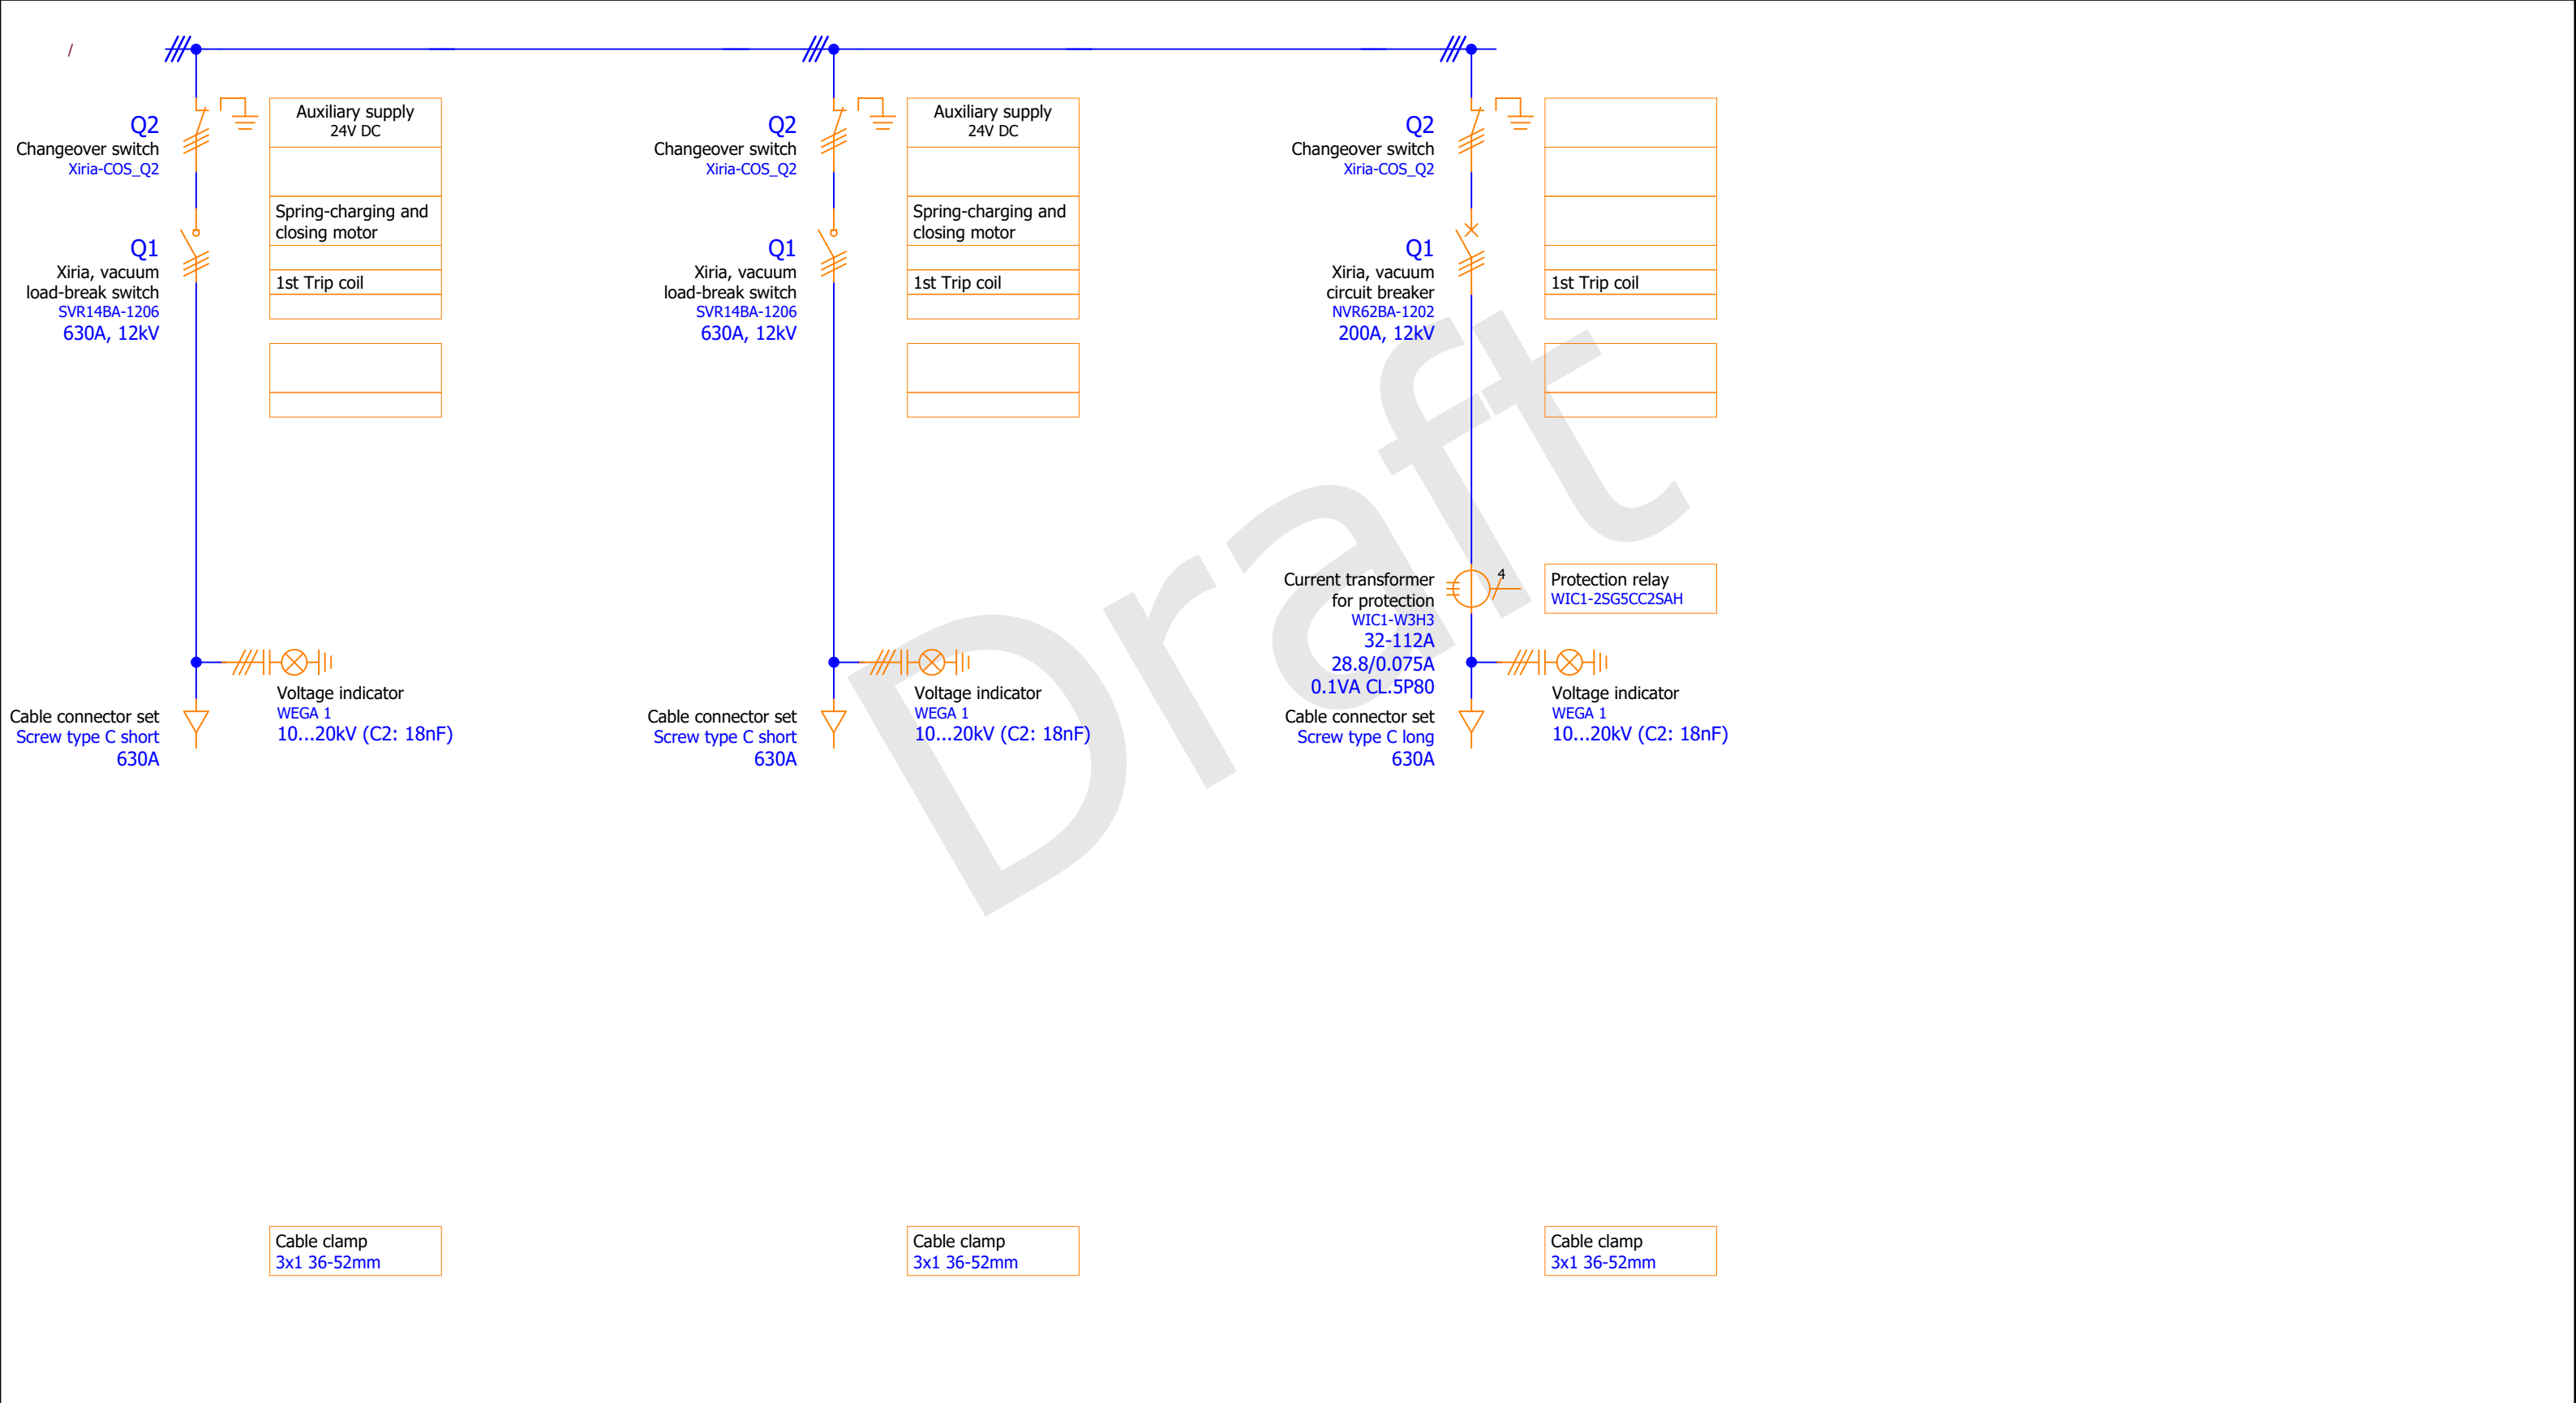 /
Q2
Changeover switch
Xiria-COS_Q2
Auxiliary supply
24V DC
Q1
Xiria, vacuum
load-break switch
SVR14BA-1206
630A, 12kV
Spring-charging and
closing motor
1st Trip coil
Voltage indicator
WEGA 1
10...20kV (C2: 18nF)
Cable connector set
Screw type C short
630A
Cable clamp
3x1 36-52mm
Q2
Changeover switch
Xiria-COS_Q2
Auxiliary supply
24V DC
Q1
Xiria, vacuum
load-break switch
SVR14BA-1206
630A, 12kV
Spring-charging and
closing motor
1st Trip coil
Voltage indicator
WEGA 1
10...20kV (C2: 18nF)
Cable connector set
Screw type C short
630A
Cable clamp
3x1 36-52mm
Q2
Changeover switch
Xiria-COS_Q2
Q1
Xiria, vacuum
circuit breaker
NVR62BA-1202
200A, 12kV
1st Trip coil
Current transformer
for protection
WIC1-W3H3
32-112A
28.8/0.075A
0.1VA CL.5P80
4
Protection relay
WIC1-2SG5CC2SAH
Voltage indicator
WEGA 1
10...20kV (C2: 18nF)
Cable connector set
Screw type C long
630A
Cable clamp
3x1 36-52mm
Draft